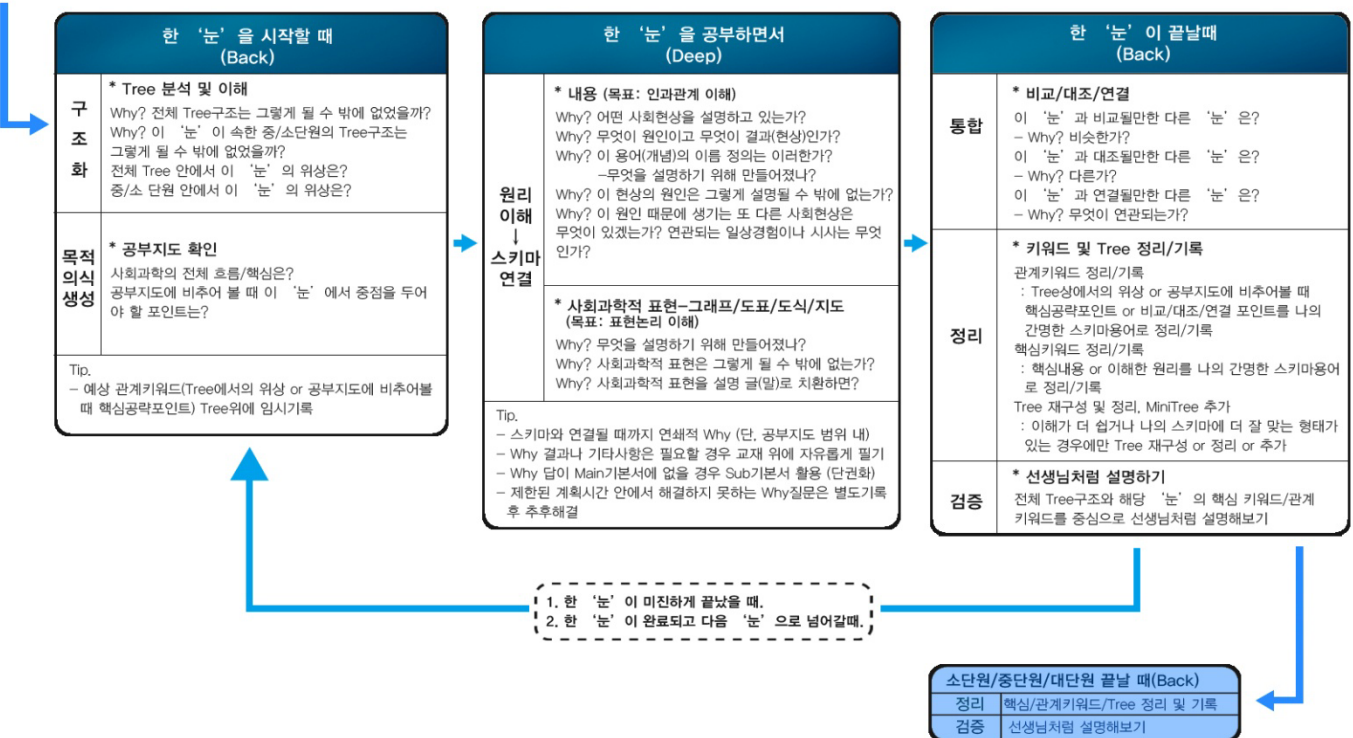 한 ‘눈’을 시작할 때
(Back)
구
조
화
* Tree 분석 및 이해
Why? 전체 Tree구조는 그렇게 될 수 밖에 없었을까?
Why? 이 ‘눈’이 속한 중/소단원의 Tree구조는
그렇게 될 수 밖에 없었을까?
전체 Tree 안에서 이 ‘눈’의 위상은?
중/소 단원 안에서 이 ‘눈’의 위상은?
목적
의식
생성
* 공부지도 확인
사회과학의 전체 흐름/핵심은?
공부지도에 비추어 볼 때 이 ‘눈’에서 중점을 두어
야 할 포인트는?
Tip.
– 예상 관계키워드(Tree에서의 위상 or 공부지도에 비추어볼
때 핵심공략포인트) Tree위에 임시기록
한 ‘눈’을 공부하면서
(Deep)
원리
이해
↓
스키마
연결
* 내용 (목표: 인과관계 이해)
Why? 어떤 사회현상을 설명하고 있는가?
Why? 무엇이 원인이고 무엇이 결과(현상)인가?
Why? 이 용어(개념)의 이름 정의는 이러한가?
–무엇을 설명하기 위해 만들어졌나?
Why? 이 현상의 원인은 그렇게 설명될 수 밖에 없는가?
Why? 이 원인 때문에 생기는 또 다른 사회현상은
무엇이 있겠는가? 연관되는 일상경험이나 시사는 무엇
인가?
* 사회과학적 표현–그래프/도표/도식/지도
(목표: 표현논리 이해)
Why? 무엇을 설명하기 위해 만들어졌나?
Why? 사회과학적 표현은 그렇게 될 수 밖에 없는가?
Why? 사회과학적 표현을 설명 글(말)로 치환하면?
Tip.
– 스키마와 연결될 때까지 연쇄적 Why (단, 공부지도 범위 내)
– Why 결과나 기타사항은 필요할 경우 교재 위에 자유롭게 필기
– Why 답이 Main기본서에 없을 경우 Sub기본서 활용 (단권화)
– 제한된 계획시간 안에서 해결하지 못하는 Why질문은 별도기록
후 추후해결
한 ‘눈’이 끝날때
(Back)
통합
* 비교/대조/연결
이 ‘눈’과 비교될만한 다른 ‘눈’은?
– Why? 비슷한가?
이 ‘눈’과 대조될만한 다른 ‘눈’은?
– Why? 다른가?
이 ‘눈’과 연결될만한 다른 ‘눈’은?
– Why? 무엇이 연관되는가?
정리
* 키워드 및 Tree 정리/기록
관계키워드 정리/기록
: Tree상에서의 위상 or 공부지도에 비추어볼 때
핵심공략포인트 or 비교/대조/연결 포인트를 나의
간명한 스키마용어로 정리/기록
핵심키워드 정리/기록
: 핵심내용 or 이해한 원리를 나의 간명한 스키마용어
로 정리/기록
Tree 재구성 및 정리, MiniTree 추가
: 이해가 더 쉽거나 나의 스키마에 더 잘 맞는 형태가
있는 경우에만 Tree 재구성 or 정리 or 추가
검증
* 선생님처럼 설명하기
전체 Tree구조와 해당 ‘눈’의 핵심 키워드/관계
키워드를 중심으로 선생님처럼 설명해보기
1. 한 ‘눈’이 미진하게 끝났을 때.
2. 한 ‘눈’이 완료되고 다음 ‘눈’으로 넘어갈때.
소단원/중단원/대단원 끝날 때(Back)
정리 핵심/관계키워드/Tree 정리 및 기록
검증 선생님처럼 설명해보기